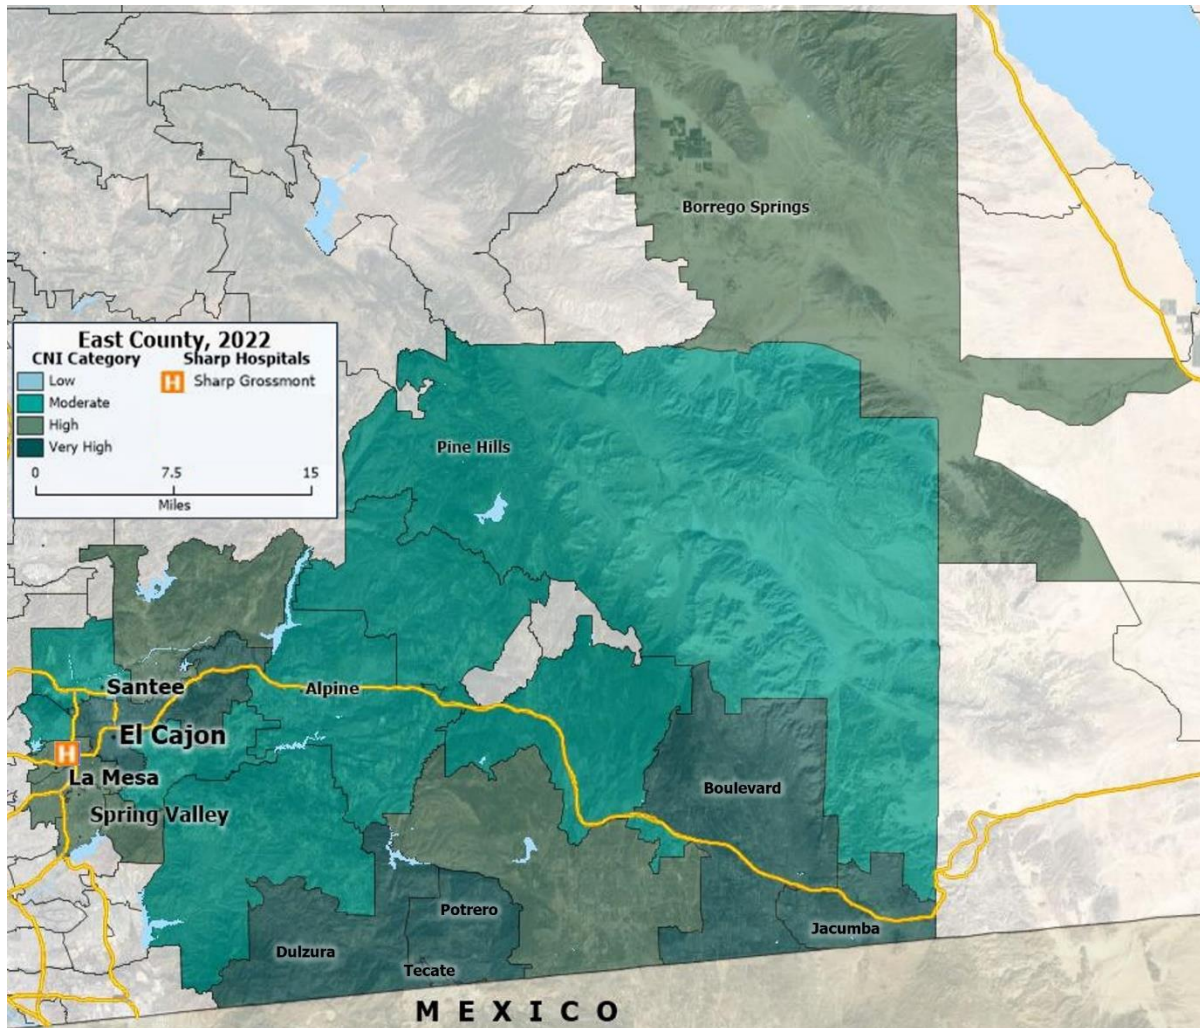 Borrego Springs
East County, 2022
CNI Category
Sharp Hospitals
Low
H Sharp Grossmont
Moderate
High
Very High
0 7.5 15
Miles
Pine Hills
Santee
Alpine
El Cajon
H
La Mesa
Boulevard
Spring Valley
Potrero
Jacumba
Dulzura
Tecate
MEXICO